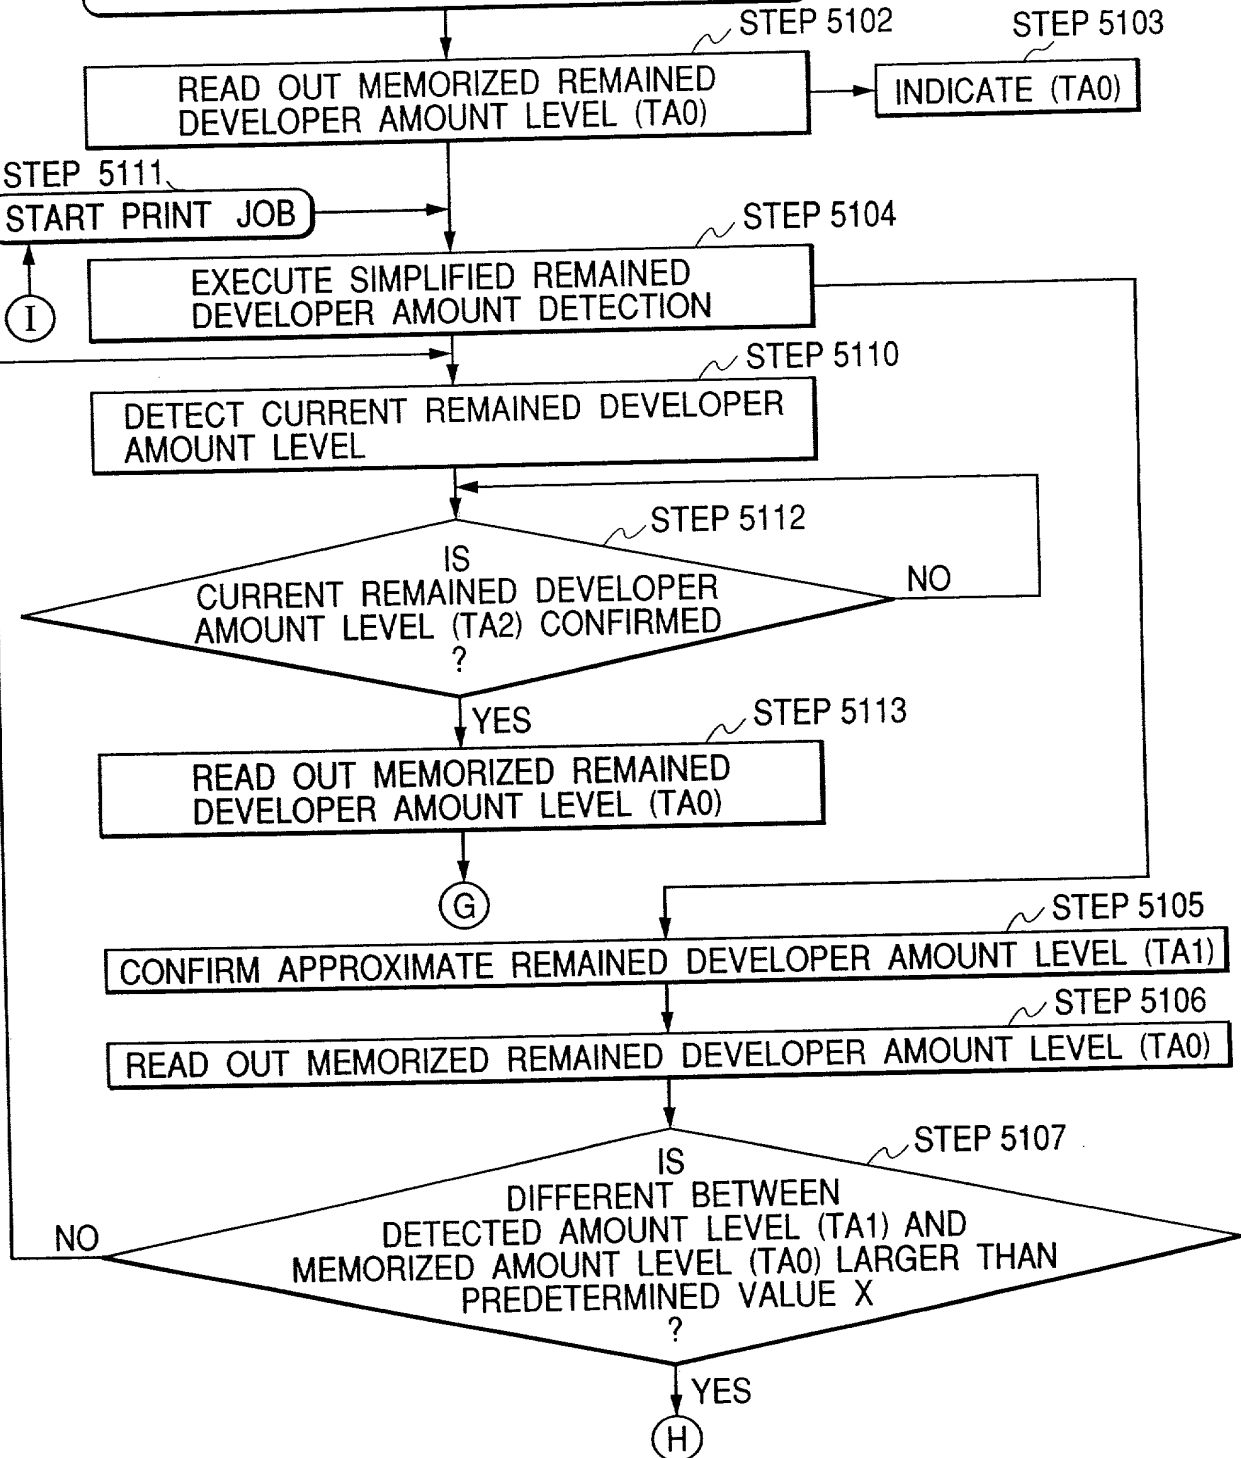 STEP 5102
STEP 5103
READ OUT MEMORIZED REMAINED
DEVELOPER AMOUNT LEVEL (TA0)
INDICATE (TA0)
STEP 5111
START PRINT JOB
STEP 5104
EXECUTE SIMPLIFIED REMAINED
DEVELOPER AMOUNT DETECTION
I
STEP 5110
DETECT CURRENT REMAINED DEVELOPER
AMOUNT LEVEL
STEP 5112
IS
CURRENT REMAINED DEVELOPER
AMOUNT LEVEL (TA2) CONFIRMED
?
NO
YES
STEP 5113
READ OUT MEMORIZED REMAINED
DEVELOPER AMOUNT LEVEL (TA0)
G
STEP 5105
CONFIRM APPROXIMATE REMAINED DEVELOPER AMOUNT LEVEL (TA1)
STEP 5106
READ OUT MEMORIZED REMAINED DEVELOPER AMOUNT LEVEL (TA0)
STEP 5107
IS
DIFFERENT BETWEEN
DETECTED AMOUNT LEVEL (TA1) AND
MEMORIZED AMOUNT LEVEL (TA0) LARGER THAN
PREDETERMINED VALUE X
?
NO
YES
H